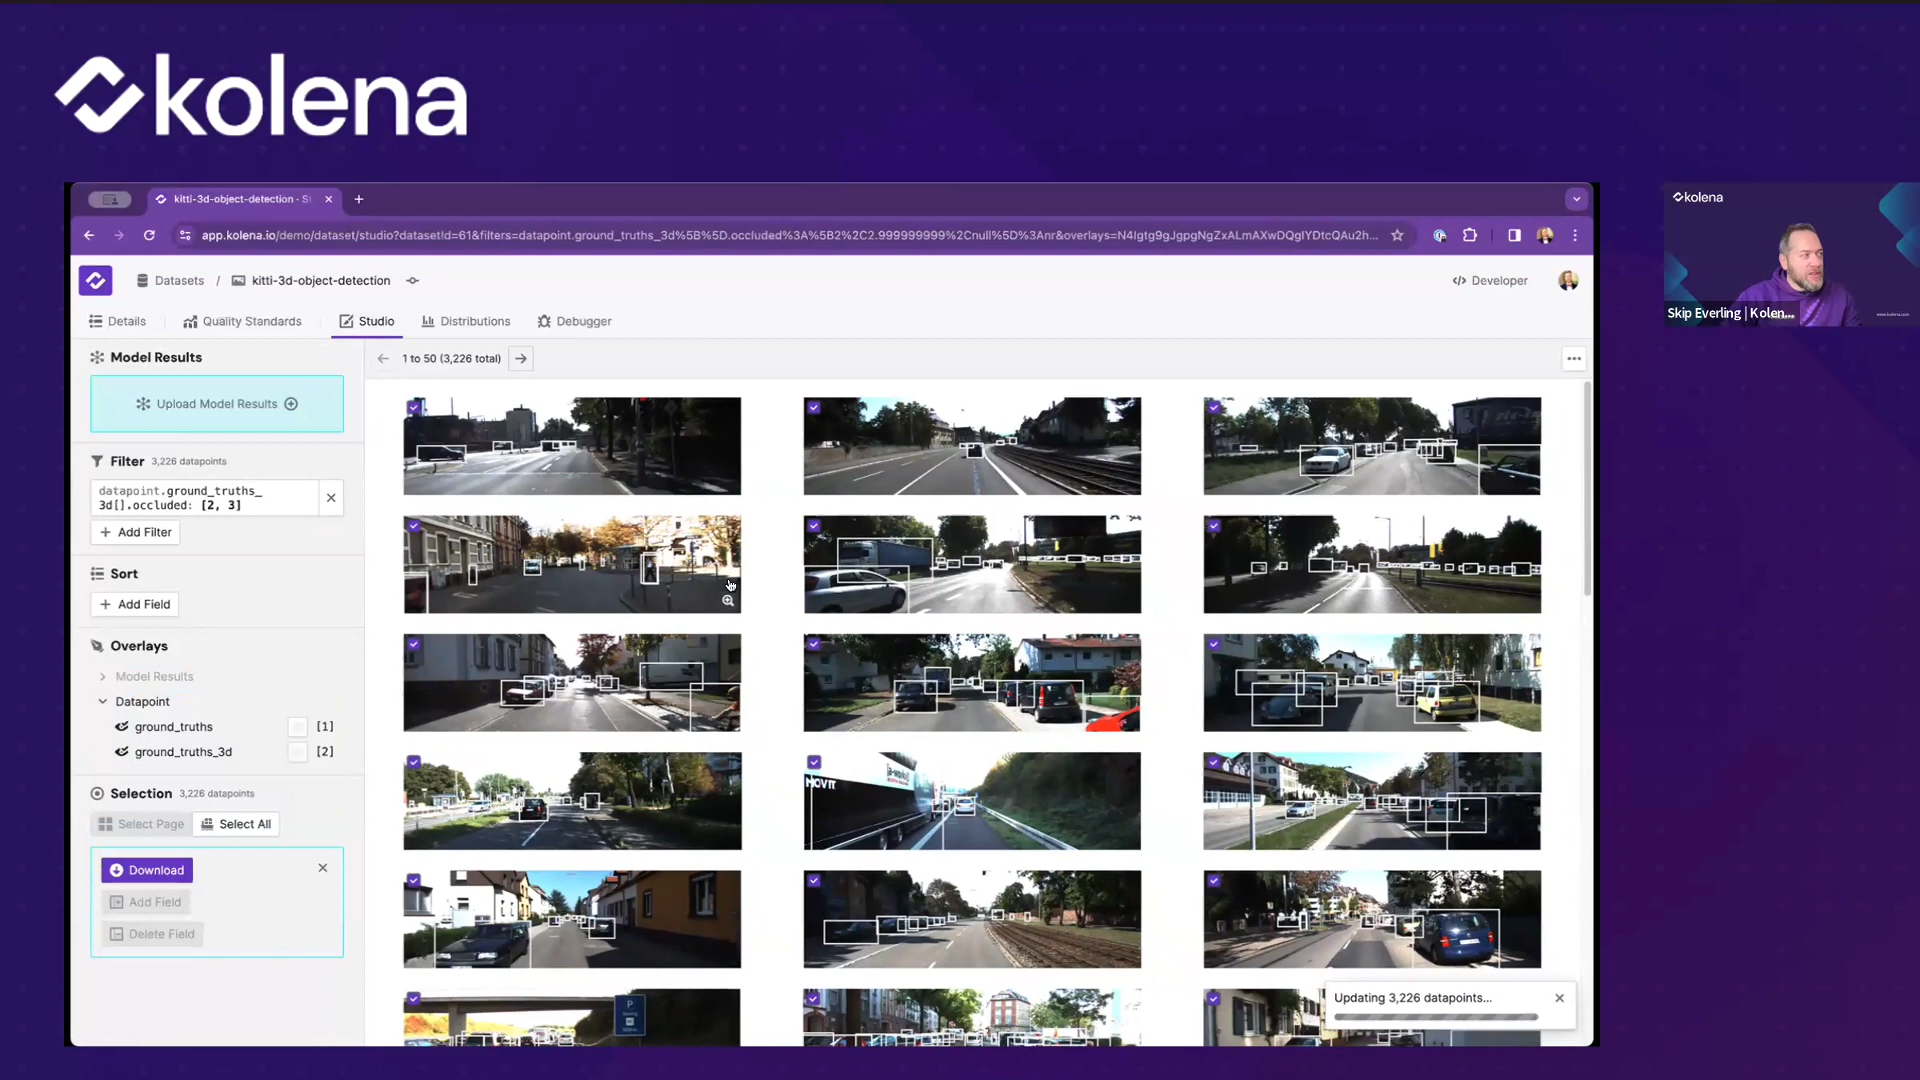 kolena
kitti-3d-object-detection - S
app.kolena.io/demo/dataset/studio?datasetId=61&filters=datapoint.ground_truths_3d%5B%5D.occluded%3A%5B2%2C2.999999999%2Cnull%5D%3Anr&overlays=N4Igtg9gJgpgNgZxALmAXwDQgIYDtcQAu2h...
Datasets / kitti-3d-object-detection
</> Developer
Details
Quality Standards
Studio
Distributions
Debugger
Model Results
Upload Model Results
Filter 3,226 datapoints
datapoint.ground_truths_
3d[].occluded: [2, 3]
+ Add Filter
Sort
+ Add Field
Overlays
Model Results
Datapoint
ground_truths [1]
ground_truths_3d [2]
Selection 3,226 datapoints
Select Page
Select All
Download
Add Field
Delete Field
1 to 50 (3,226 total)
MOVIT
P
Updating 3,226 datapoints...
kolena
Skip Everling | Kolen...